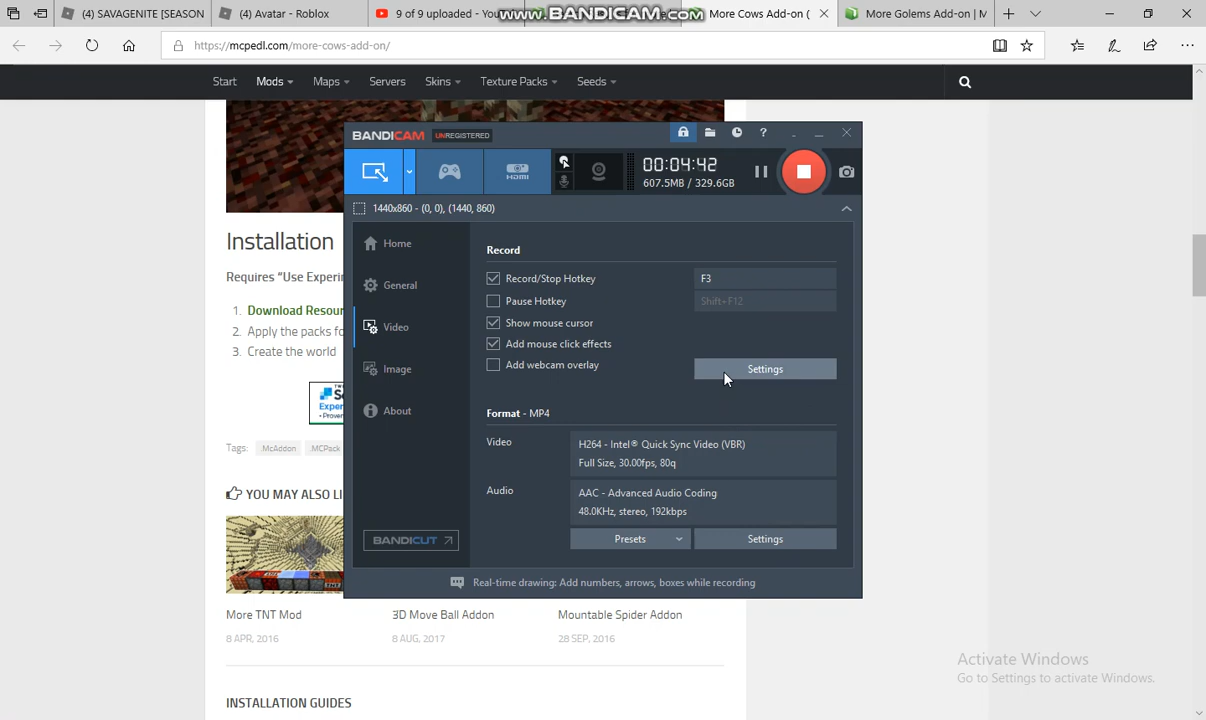 (4) SAVAGENITE [SEASON
(4) Avatar - Roblox
9 of 9 uploaded - You
www.BANDICAM.com
More Cows Add-on (
More Golems Add-on | M
https://mcpedl.com/more-cows-add-on/
Start
Mods
Maps
Servers
Skins
Texture Packs
Seeds
BANDICAM
UNREGISTERED
HDMI
00:04:42
607.5MB / 329.6GB
1440x860 - (0, 0), (1440, 860)
Home
General
Video
Image
About
BANDICUT
Record
Record/Stop Hotkey
F3
Pause Hotkey
Shift+F12
Show mouse cursor
Add mouse click effects
Add webcam overlay
Settings
Format - MP4
Video
H264 - Intel® Quick Sync Video (VBR)
Full Size, 30.00fps, 80q
Audio
AAC - Advanced Audio Coding
48.0KHz, stereo, 192kbps
Presets
Settings
Real-time drawing: Add numbers, arrows, boxes while recording
Installation
Requires "Use Experi
1. Download Resou
2. Apply the packs fo
3. Create the world
Exper
Prove
Tags:
.McAddon
.MCPack
YOU MAY ALSO LI
More TNT Mod
8 APR, 2016
3D Move Ball Addon
8 AUG, 2017
Mountable Spider Addon
28 SEP, 2016
INSTALLATION GUIDES
Activate Windows
Go to Settings to activate Windows.